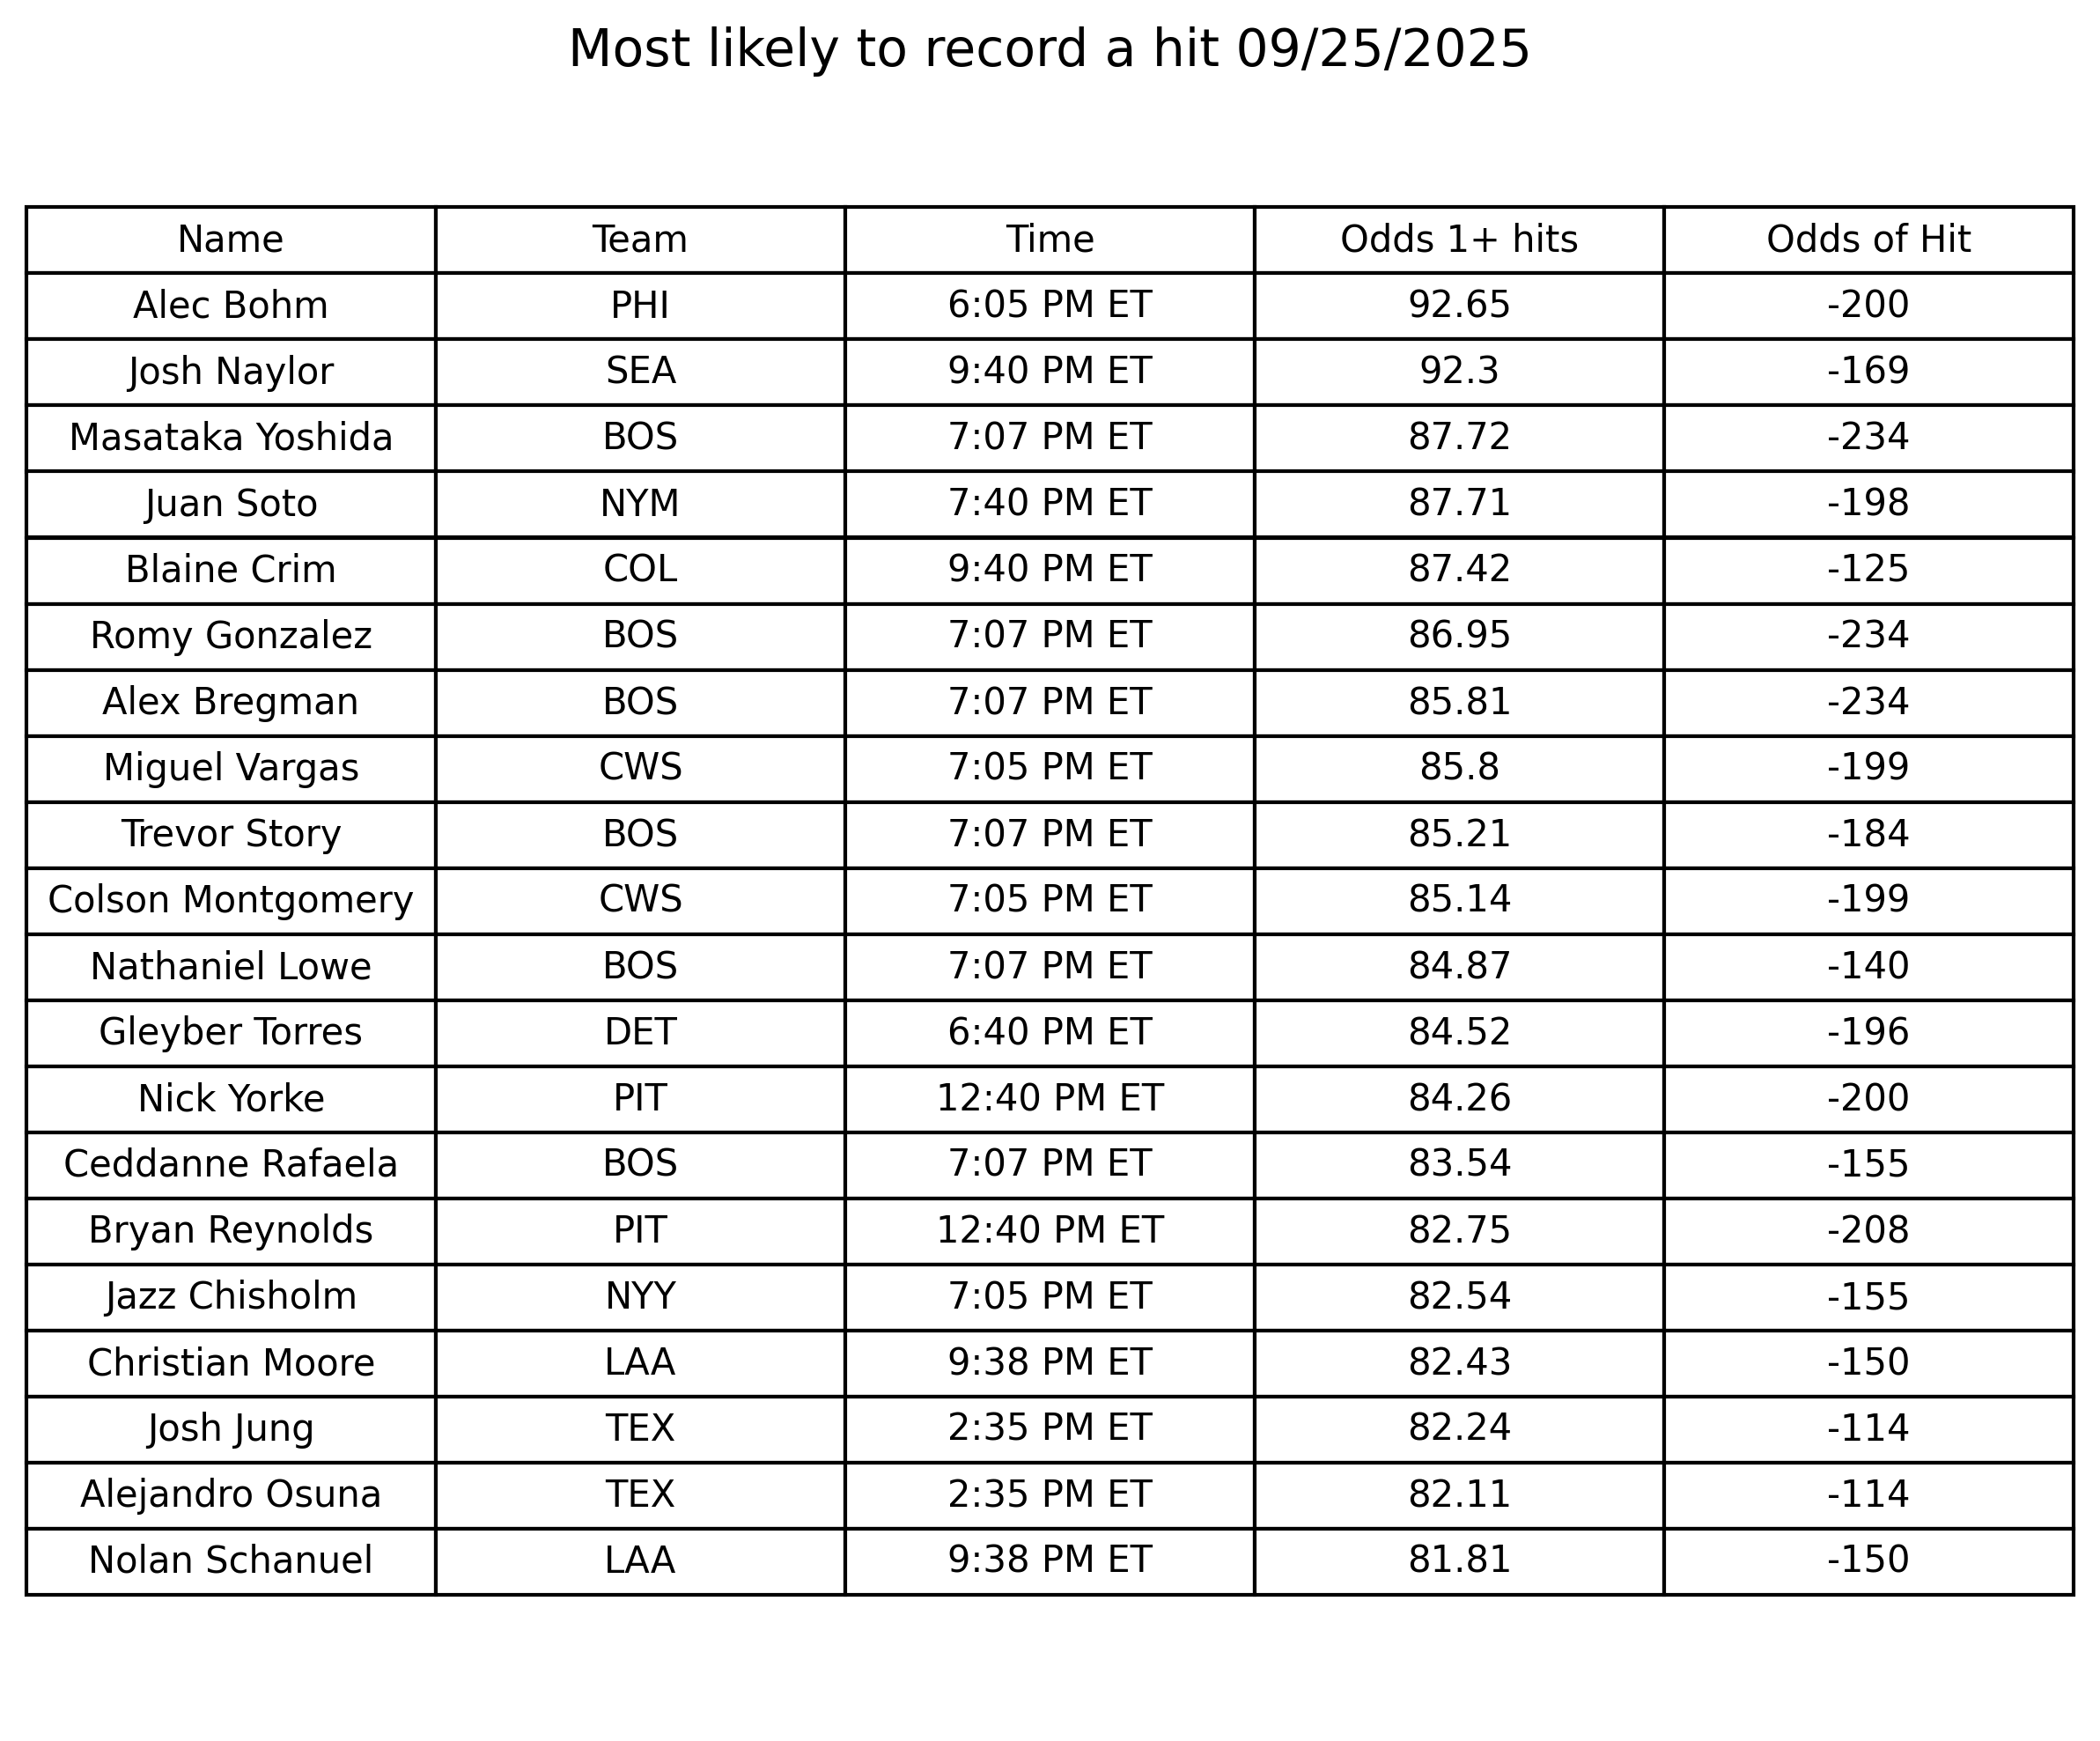 Most likely to record a hit 09/25/2025
Name Team Time Odds 1+ hits Odds of Hit
Alec Bohm PHI 6:05 PM ET 92.65 -200
Josh Naylor SEA 9:40 PM ET 92.3 -169
Masataka Yoshida BOS 7:07 PM ET 87.72 -234
Juan Soto NYM 7:40 PM ET 87.71 -198
Blaine Crim COL 9:40 PM ET 87.42 -125
Romy Gonzalez BOS 7:07 PM ET 86.95 -234
Alex Bregman BOS 7:07 PM ET 85.81 -234
Miguel Vargas CWS 7:05 PM ET 85.8 -199
Trevor Story BOS 7:07 PM ET 85.21 -184
Colson Montgomery CWS 7:05 PM ET 85.14 -199
Nathaniel Lowe BOS 7:07 PM ET 84.87 -140
Gleyber Torres DET 6:40 PM ET 84.52 -196
Nick Yorke PIT 12:40 PM ET 84.26 -200
Ceddanne Rafaela BOS 7:07 PM ET 83.54 -155
Bryan Reynolds PIT 12:40 PM ET 82.75 -208
Jazz Chisholm NYY 7:05 PM ET 82.54 -155
Christian Moore LAA 9:38 PM ET 82.43 -150
Josh Jung TEX 2:35 PM ET 82.24 -114
Alejandro Osuna TEX 2:35 PM ET 82.11 -114
Nolan Schanuel LAA 9:38 PM ET 81.81 -150